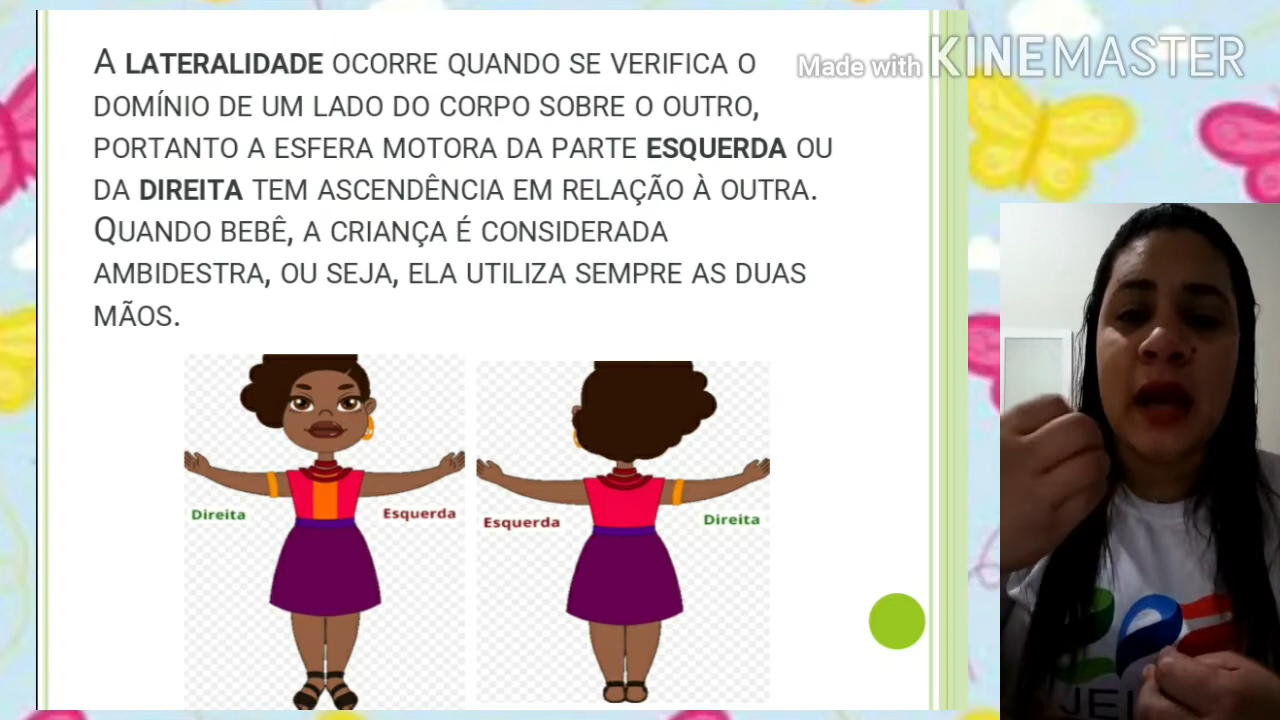 A LATERALIDADE OCORRE QUANDO SE VERIFICA O
DOMÍNIO DE UM LADO DO CORPO SOBRE O OUTRO,
PORTANTO A ESFERA MOTORA DA PARTE ESQUERDA OU
DA DIREITA TEM ASCENDÊNCIA EM RELAÇÃO À OUTRA.
QUANDO BEBÊ, A CRIANÇA É CONSIDERADA
AMBIDESTRA, OU SEJA, ELA UTILIZA SEMPRE AS DUAS
MÃOS.
Made with KINEMASTER
Direita
Esquerda
Esquerda
Direita